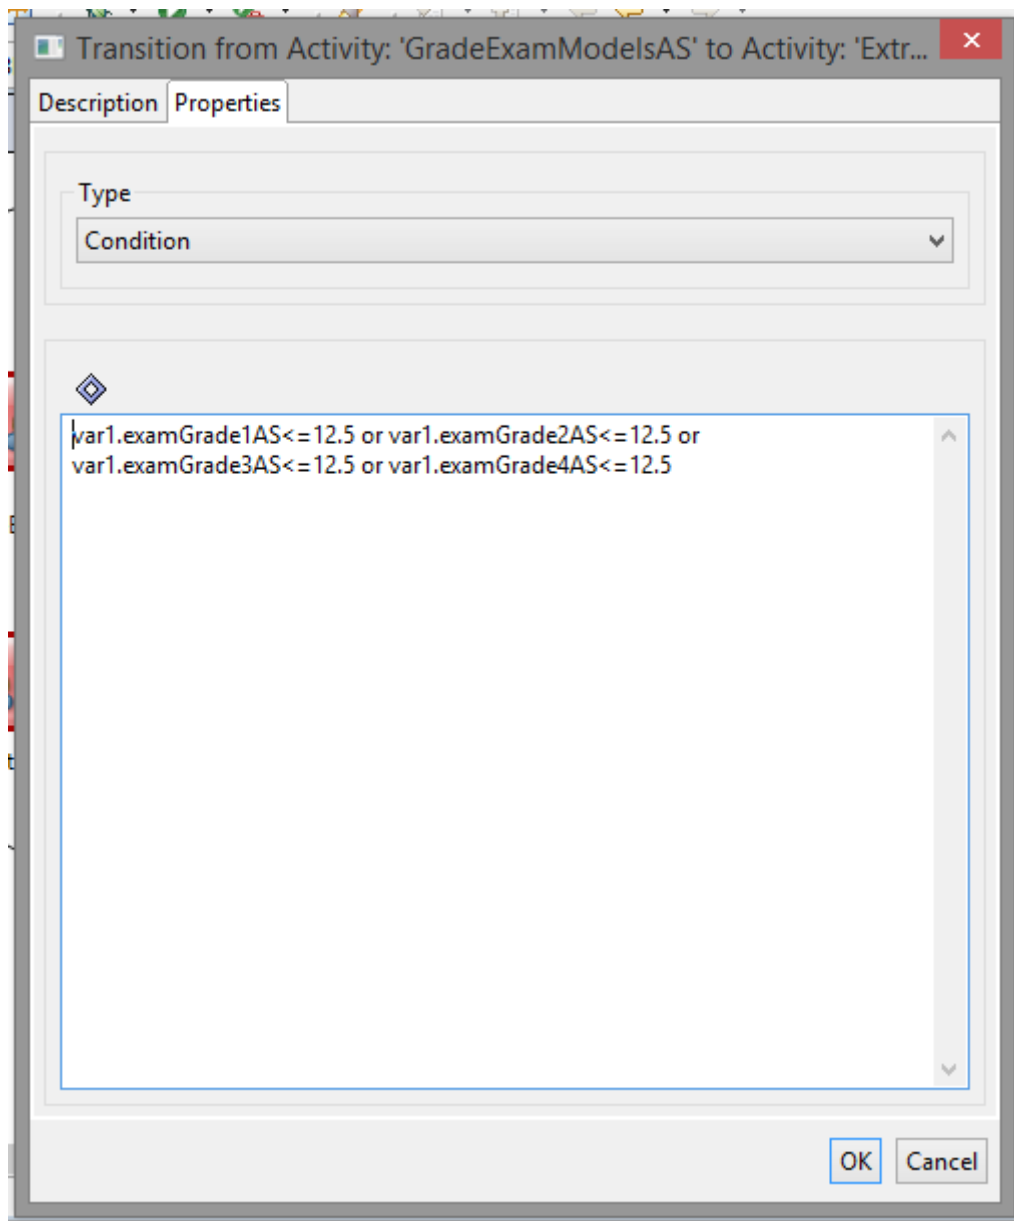 Transition from Activity: 'GradeExamModelsAS' to Activity: 'Extr...
Description Properties
Type
Condition
var1.examGrade1AS<=12.5 or var1.examGrade2AS<=12.5 or
var1.examGrade3AS<=12.5 or var1.examGrade4AS<=12.5
OK Cancel